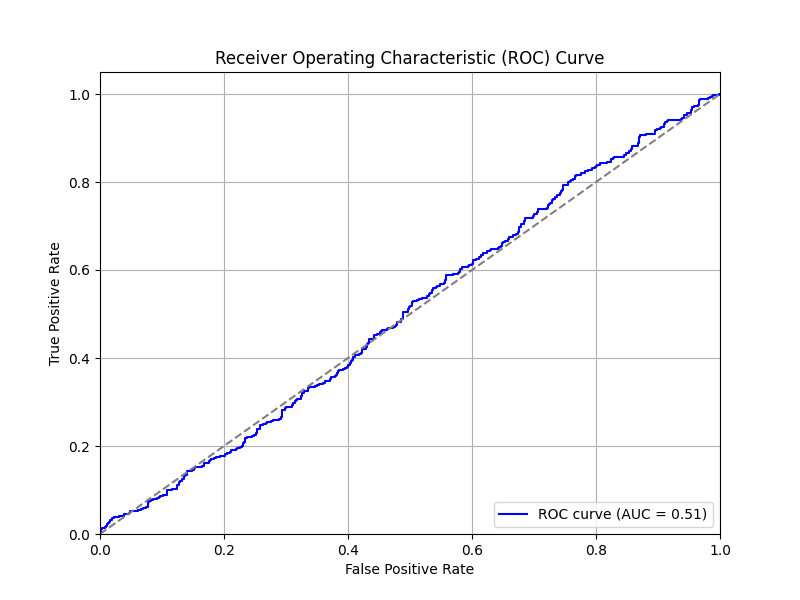 Receiver Operating Characteristic (ROC) Curve
True Positive Rate
1.0
0.8
0.6
0.4
0.2
0.0
ROC curve (AUC = 0.51)
0.0 0.2 0.4 0.6 0.8 1.0
False Positive Rate